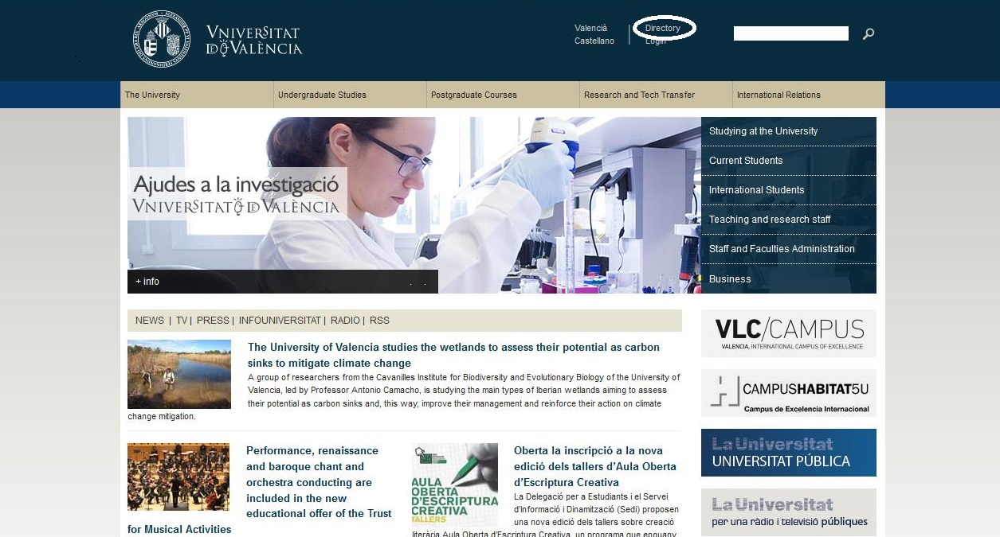 VNIVERSITAT
DE VALÈNCIA
Valencià
Castellano
Directory
Login
The University
Undergraduate Studies
Postgraduate Courses
Research and Tech Transfer
International Relations
Ajudes a la investigació
VNIVERSITAT DE VALÈNCIA
+ info
Studying at the University
Current Students
International Students
Teaching and research staff
Staff and Faculties Administration
Business
NEWS | TV | PRESS | INFOUNIVERSITAT | RADIO | RSS
The University of Valencia studies the wetlands to assess their potential as carbon
sinks to mitigate climate change
A group of researchers from the Cavanilles Institute for Biodiversity and Evolutionary Biology of the University of
Valencia, led by Professor Antonio Camacho, is studying the main types of Iberian wetlands aiming to assess
their potential as carbon sinks and, this way, improve their management and reinforce their action on climate
change mitigation.
Performance, renaissance
and baroque chant and
orchestra conducting are
included in the new
educational offer of the Trust
for Musical Activities
AULA
OBERTA
D'ESCRIPTURA
CREATIVA
TALLERS
Oberta la inscripció a la nova
edició dels tallers d'Aula Oberta
d'Escriptura Creativa
La Delegació per a Estudiants i el Servei
d'Informació i Dinamització (Sedi) proposen
una nova edició dels tallers sobre creació
literària Aula Oberta d'Escriptura Creativa, un programa que enguany
VLC/CAMPUS
VALENCIA, INTERNATIONAL CAMPUS OF EXCELLENCE
CAMPUSHABITAT5U
Campus de Excelencia Internacional
La Universitat
UNIVERSITAT PÚBLICA
La Universitat
per una ràdio i televisió públiques